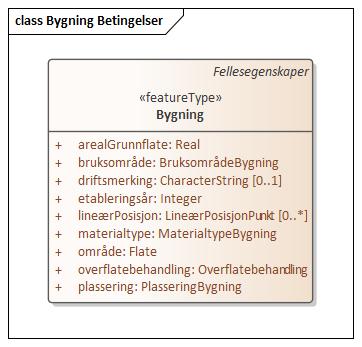 class Bygning Betingelser
Fellesegenskaper
«featureType»
Bygning
+ arealGrunnflate: Real
+ bruksområde: BruksområdeBygning
+ driftsmerking: CharacterString [0..1]
+ etableringsår: Integer
+ lineærPosisjon: LineærPosisjonPunkt [0..*]
+ materialtype: MaterialtypeBygning
+ område: Flate
+ overflatebehandling: Overflatebehandling
+ plassering: PlasseringBygning